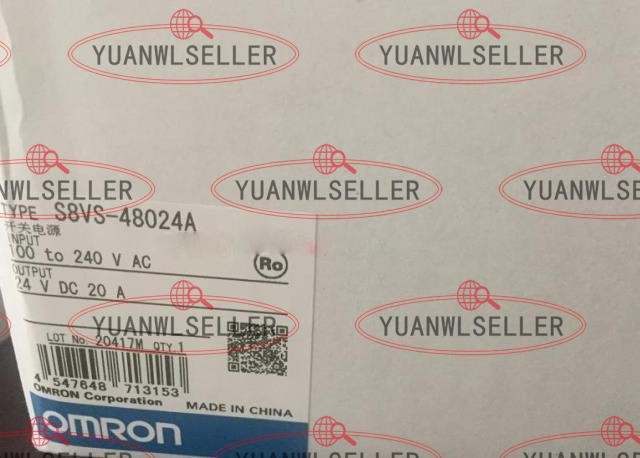 YUANWLSELLER YUANWLSELLER
YUANWLSELLER YUANWLSELLER YUANWLSELLER
TYPE S8VS-48024A
开关电源
INPUT
100 to 240 V AC
Ro
OUTPUT
24 V DC 20 A
YUANWLSELLER YUANWLSELLER
LOT No. 20417M QTY.1
4 547648 713153
OMRON Corporation
MADE IN CHINA
OMRON